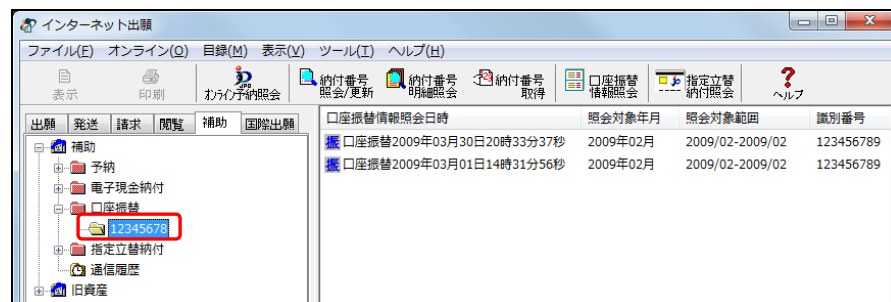 インターネット出願
ファイル(F) オンライン(O) 目録(M) 表示(V) ツール(T) ヘルプ(H)
表示 印刷 オンライン予納照会 納付番号照会/更新 納付番号明細照会 納付番号取得 口座振替情報照会 指定立替納付照会 ヘルプ
出願 発送 請求 閲覧 補助 国際出願
補助
予納
電子現金納付
口座振替
12345678
指定立替納付
通信履歴
旧資産
口座振替情報照会日時 照会対象年月 照会対象範囲 識別番号
振 口座振替2009年03月30日20時33分37秒 2009年02月 2009/02-2009/02 123456789
振 口座振替2009年03月01日14時31分56秒 2009年02月 2009/02-2009/02 123456789